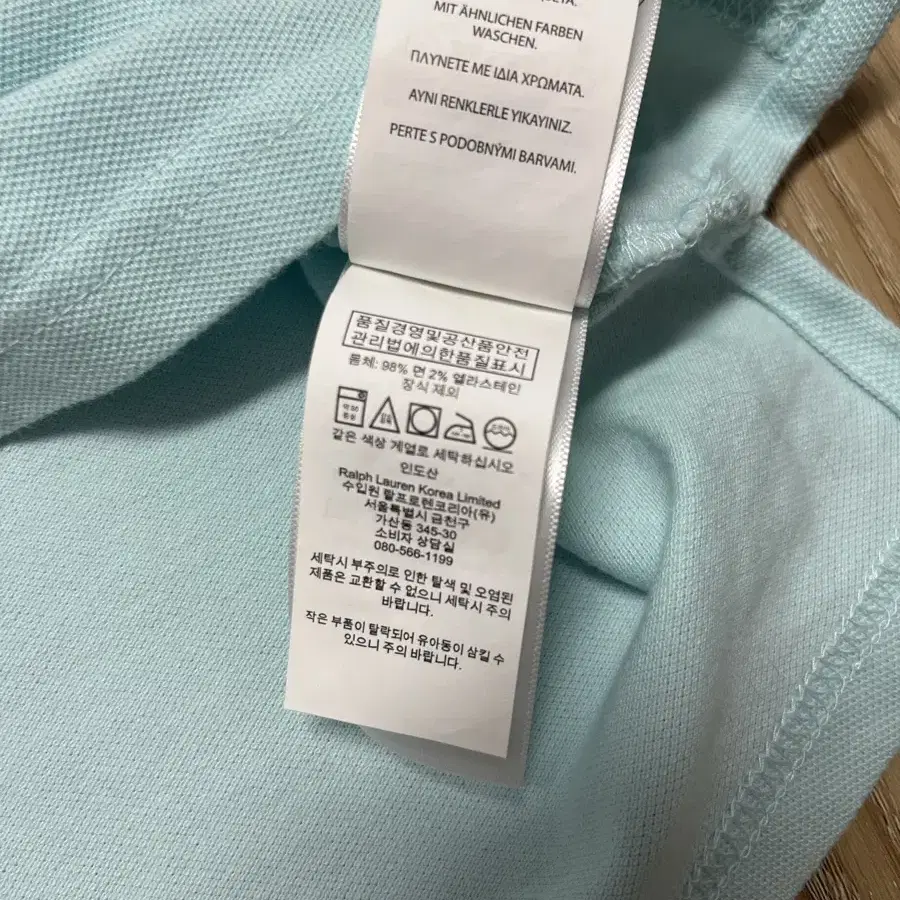 MIT ÄHNLICHEN FARBEN
WASCHEN.
ΠΛΥΝΕΤΕ ΜΕ ΙΔΙΑ ΧΡΩΜΑΤΑ.
AYNI RENKLERLE YIKAYINIZ.
PERTE S PODOBNÝMI BARVAMI.
품질경영및공산품안전
관리법에의한품질표시
몸체: 98% 면 2% 엘라스테인
장식 제외
같은 색상 계열로 세탁하십시오
인도산
Ralph Lauren Korea Limited
수입원 랄프로렌코리아(유)
서울특별시 금천구
가산동 345-30
소비자 상담실
080-566-1199
세탁시 부주의로 인한 탈색 및 오염된
제품은 교환할 수 없으니 세탁시 주의
바랍니다.
작은 부품이 탈락되어 유아동이 삼킬 수
있으니 주의 바랍니다.